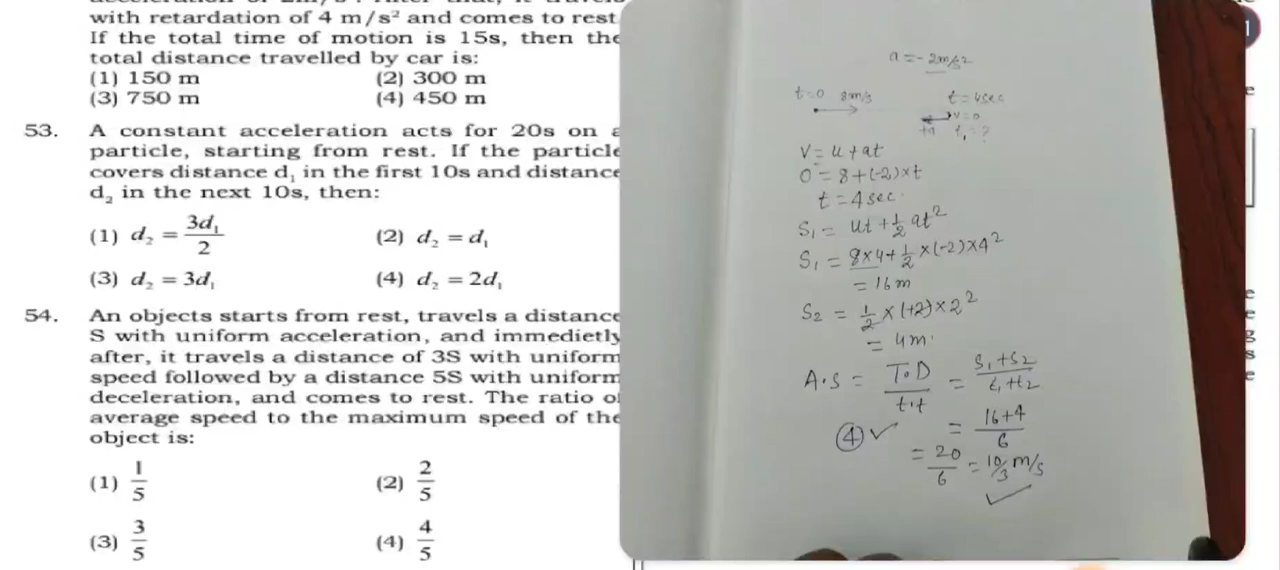 with retardation of 4 m/s² and comes to rest
If the total time of motion is 15s, then the
total distance travelled by car is:
(1) 150 m (2) 300 m
(3) 750 m (4) 450 m
53. A constant acceleration acts for 20s on a
particle, starting from rest. If the particle
covers distance d₁ in the first 10s and distance
d₂ in the next 10s, then:
(1) d₂ = 3d₁/2 (2) d₂ = d₁
(3) d₂ = 3d₁ (4) d₂ = 2d₁
54. An objects starts from rest, travels a distance
S with uniform acceleration, and immedietly
after, it travels a distance of 3S with uniform
speed followed by a distance 5S with uniform
deceleration, and comes to rest. The ratio of
average speed to the maximum speed of the
object is:
(1) 1/5 (2) 2/5
(3) 3/5 (4) 4/5
a = -2m/s²
t=0 8m/s t=4sec
v=0
t₁=?
V = u + at
0 = 8+(-2)×t
t = 4sec.
S₁ = ut + 1/2 at²
S₁ = 8×4+1/2×(-2)×4²
= 16m
S₂ = 1/2 × (+2) × 2²
= 4m.
A.S = T.D/t.t = S₁+S₂/t₁+t₂
④ ✓ = 16+4/6
= 20/6 = 10/3 m/s